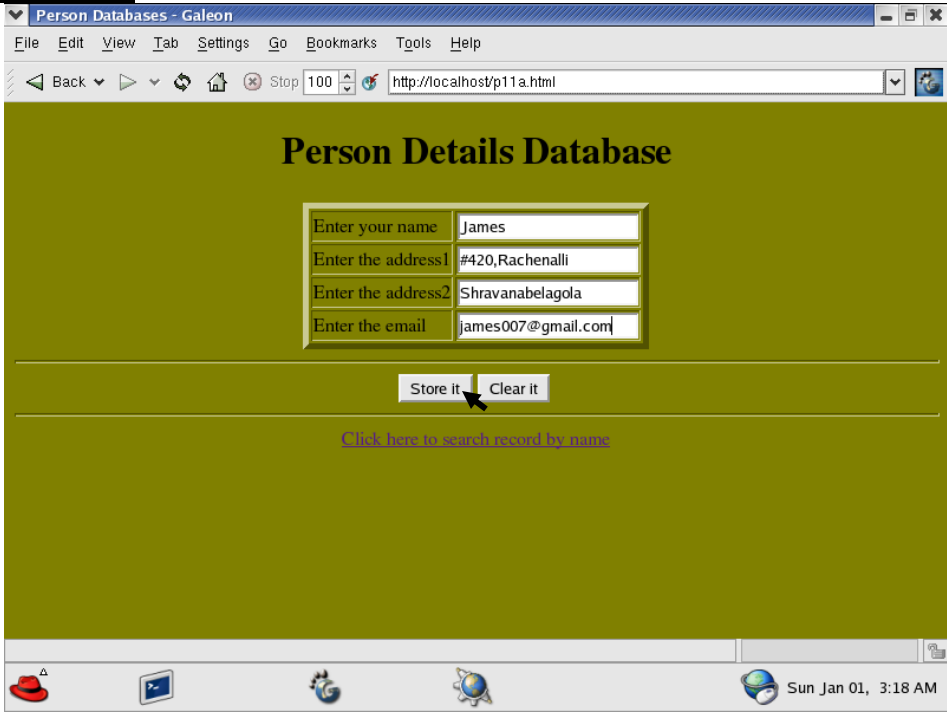 Person Databases - Galeon
File Edit View Tab Settings Go Bookmarks Tools Help
Back Stop 100 http://localhost/p11a.html
Person Details Database
Enter your name James
Enter the address1 #420,Rachenalli
Enter the address2 Shravanabelagola
Enter the email james007@gmail.com
Store it Clear it
Click here to search record by name
Sun Jan 01, 3:18 AM